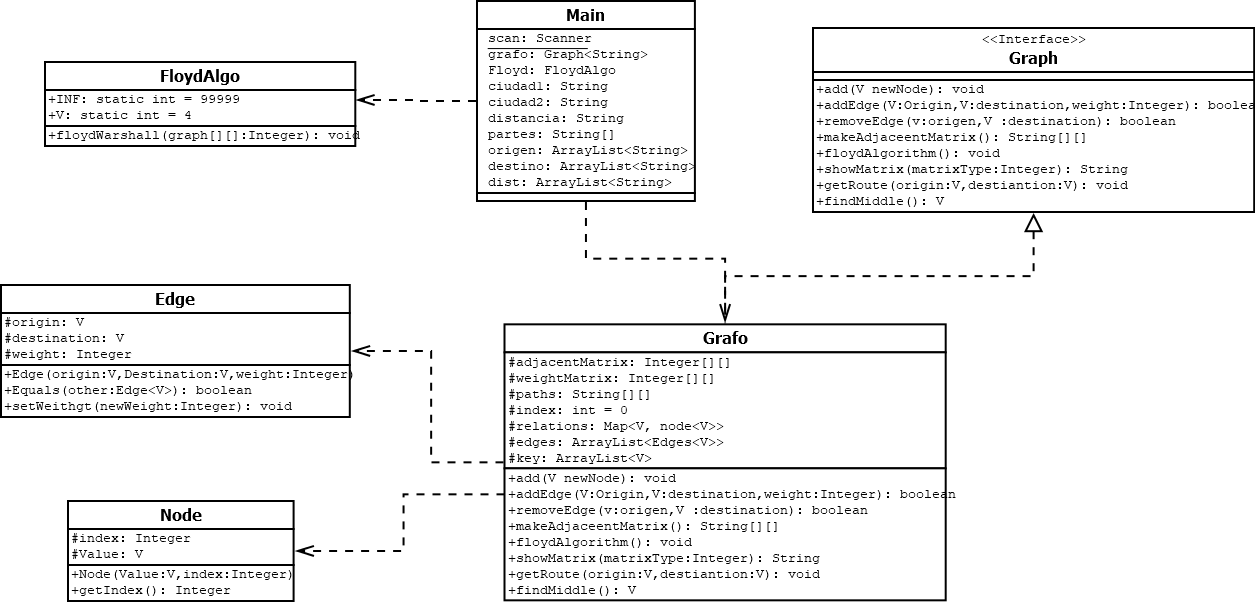 Main
scan: Scanner
grafo: Graph<String>
Floyd: FloydAlgo
ciudad1: String
ciudad2: String
distancia: String
partes: String[]
origen: ArrayList<String>
destino: ArrayList<String>
dist: ArrayList<String>
FloydAlgo
+INF: static int = 99999
+V: static int = 4
+floydWarshall(graph[][]:Integer): void
<<Interface>>
Graph
+add(V newNode): void
+addEdge(V:Origin,V:destination,weight:Integer): boolea
+removeEdge(v:origen,V :destination): boolean
+makeAdjaceentMatrix(): String[][]
+floydAlgorithm(): void
+showMatrix(matrixType:Integer): String
+getRoute(origin:V,destiantion:V): void
+findMiddle(): V
Edge
#origin: V
#destination: V
#weight: Integer
+Edge(origin:V,Destination:V,weight:Integer)
+Equals(other:Edge<V>): boolean
+setWeithgt(newWeight:Integer): void
Grafo
#adjacentMatrix: Integer[][]
#weightMatrix: Integer[][]
#paths: String[][]
#index: int = 0
#relations: Map<V, node<V>>
#edges: ArrayList<Edges<V>>
#key: ArrayList<V>
+add(V newNode): void
+addEdge(V:Origin,V:destination,weight:Integer): boolean
+removeEdge(v:origen,V :destination): boolean
+makeAdjaceentMatrix(): String[][]
+floydAlgorithm(): void
+showMatrix(matrixType:Integer): String
+getRoute(origin:V,destiantion:V): void
+findMiddle(): V
Node
#index: Integer
#Value: V
+Node(Value:V,index:Integer)
+getIndex(): Integer